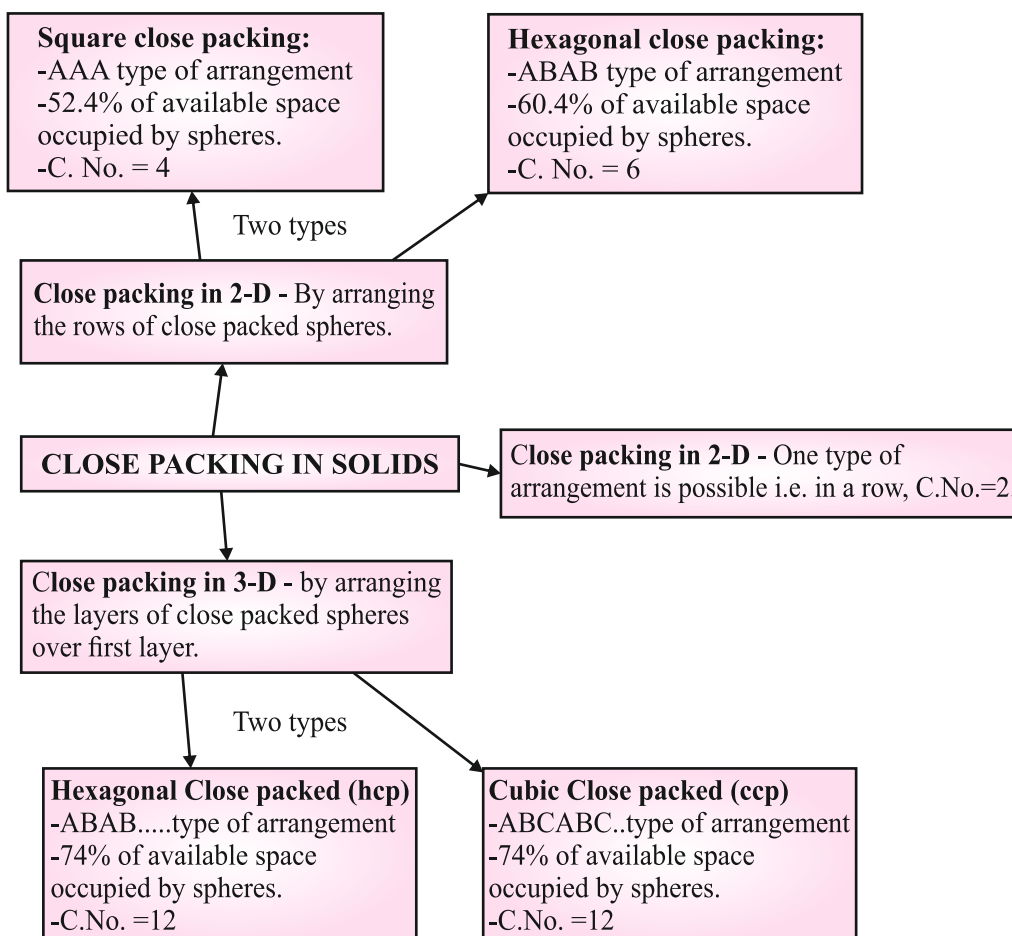 Square close packing:
-AAA type of arrangement
-52.4% of available space
occupied by spheres.
-C. No. = 4
Hexagonal close packing:
-ABAB type of arrangement
-60.4% of available space
occupied by spheres.
-C. No. = 6
Two types
Close packing in 2-D - By arranging
the rows of close packed spheres.
CLOSE PACKING IN SOLIDS
Close packing in 2-D - One type of
arrangement is possible i.e. in a row, C.No.=2.
Close packing in 3-D - by arranging
the layers of close packed spheres
over first layer.
Two types
Hexagonal Close packed (hcp)
-ABAB.....type of arrangement
-74% of available space
occupied by spheres.
-C.No. =12
Cubic Close packed (ccp)
-ABCABC..type of arrangement
-74% of available space
occupied by spheres.
-C.No. =12